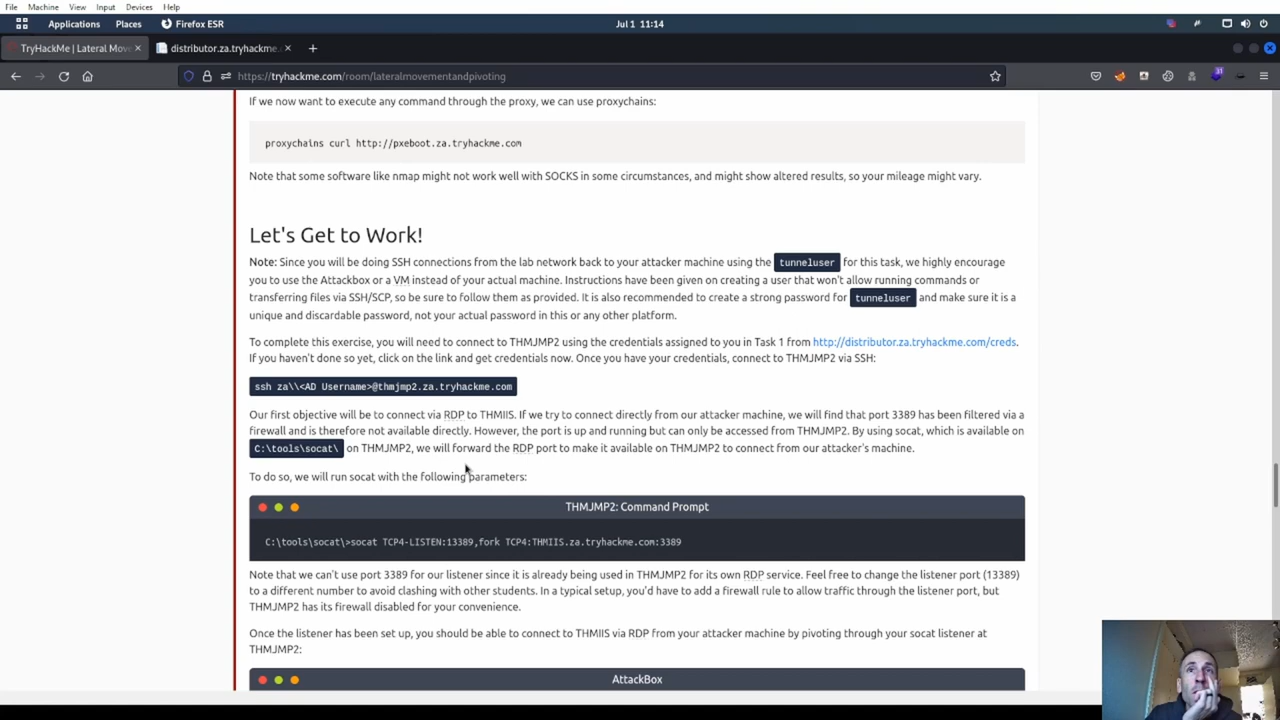 File Machine View Input Devices Help
Applications Places Firefox ESR Jul 1 11:14
TryHackMe | Lateral Mov distributor.za.tryhackme.
https://tryhackme.com/room/lateralmovementandpivoting
If we now want to execute any command through the proxy, we can use proxychains:
proxychains curl http://pxeboot.za.tryhackme.com
Note that some software like nmap might not work well with SOCKS in some circumstances, and might show altered results, so your mileage might vary.
Let's Get to Work!
Note: Since you will be doing SSH connections from the lab network back to your attacker machine using the tunneluser for this task, we highly encourage
you to use the Attackbox or a VM instead of your actual machine. Instructions have been given on creating a user that won't allow running commands or
transferring files via SSH/SCP, so be sure to follow them as provided. It is also recommended to create a strong password for tunneluser and make sure it is a
unique and discardable password, not your actual password in this or any other platform.
To complete this exercise, you will need to connect to THMJMP2 using the credentials assigned to you in Task 1 from http://distributor.za.tryhackme.com/creds.
If you haven't done so yet, click on the link and get credentials now. Once you have your credentials, connect to THMJMP2 via SSH:
ssh za\\<AD Username>@thmjmp2.za.tryhackme.com
Our first objective will be to connect via RDP to THMIIS. If we try to connect directly from our attacker machine, we will find that port 3389 has been filtered via a
firewall and is therefore not available directly. However, the port is up and running but can only be accessed from THMJMP2. By using socat, which is available on
C:\tools\socat\ on THMJMP2, we will forward the RDP port to make it available on THMJMP2 to connect from our attacker's machine.
To do so, we will run socat with the following parameters:
THMJMP2: Command Prompt
C:\tools\socat\>socat TCP4-LISTEN:13389,fork TCP4:THMIIS.za.tryhackme.com:3389
Note that we can't use port 3389 for our listener since it is already being used in THMJMP2 for its own RDP service. Feel free to change the listener port (13389)
to a different number to avoid clashing with other students. In a typical setup, you'd have to add a firewall rule to allow traffic through the listener port, but
THMJMP2 has its firewall disabled for your convenience.
Once the listener has been set up, you should be able to connect to THMIIS via RDP from your attacker machine by pivoting through your socat listener at
THMJMP2:
AttackBox